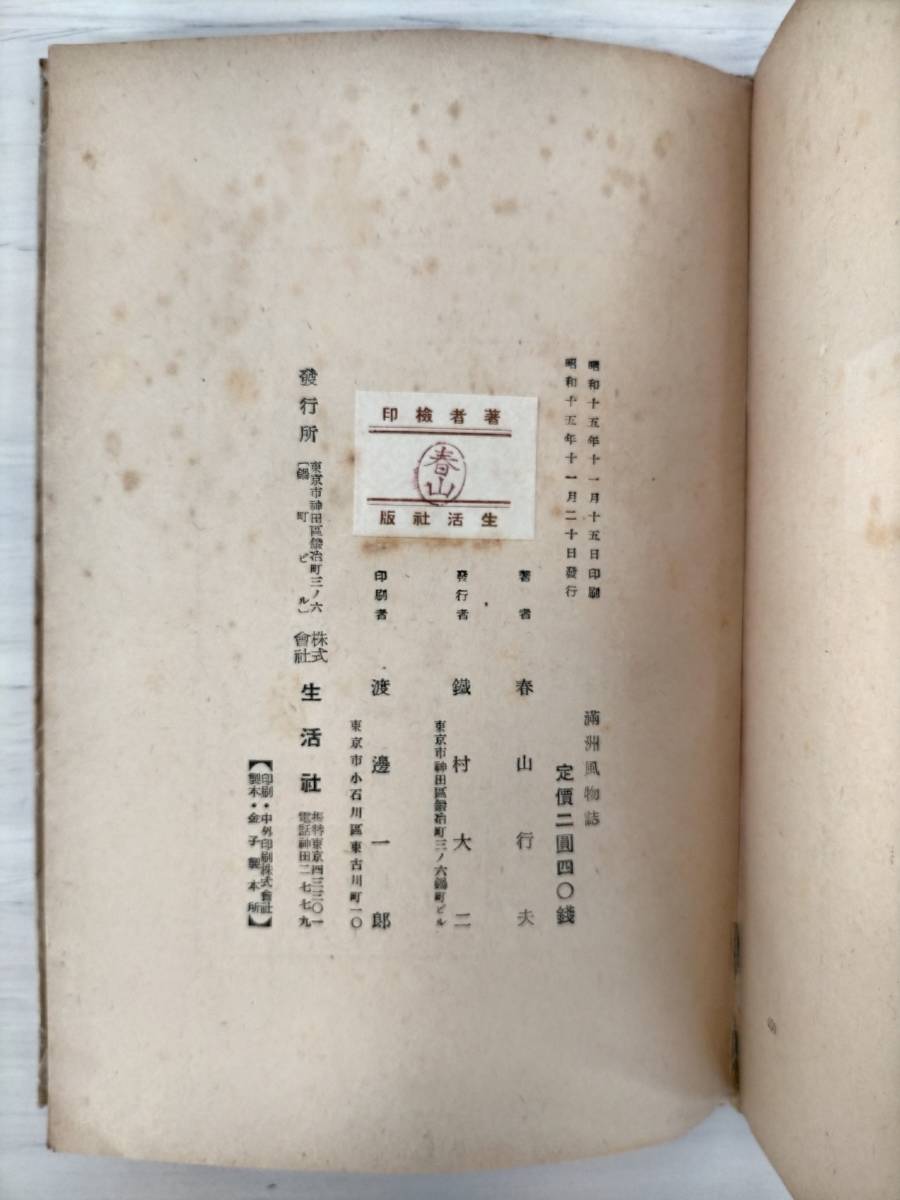 昭和十五年十一月十五日印刷
昭和十五年十一月二十日發行
滿洲風物誌
定價二圓四〇錢
著者檢印
春山
生活社版
著者 春山行夫
發行者 鐵村大二
東京市神田區鍛冶町三ノ六鍋町ビル
印刷者 渡邊一郎
東京市小石川區東古川町一〇
發行所
東京市神田區鍛冶町三ノ六
〔鍋町ビル〕
株式會社
生活社
振替東京四三三〇一
電話神田二七七九
【印刷・中外印刷株式會社
製本・金子製本所】